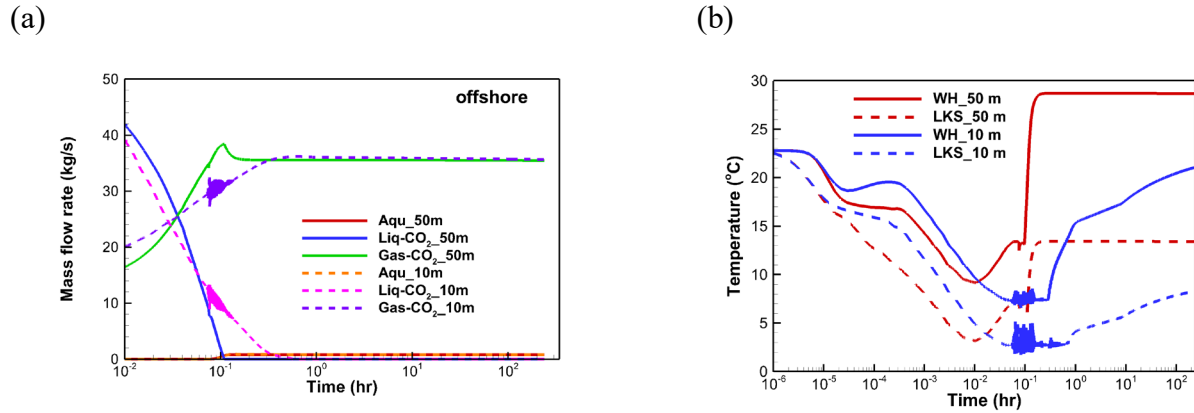 (a)
(b)
50
40
30
20
10
0
Mass flow rate (kg/s)
offshore
Aqu_50m
Liq-CO₂_50m
Gas-CO₂_50m
Aqu_10m
Liq-CO₂_10m
Gas-CO₂_10m
10⁻² 10⁻¹ 10⁰ 10¹ 10²
Time (hr)
30
25
20
15
10
5
0
Temperature (°C)
WH_50 m
LKS_50 m
WH_10 m
LKS_10 m
10⁻⁶ 10⁻⁵ 10⁻⁴ 10⁻³ 10⁻² 10⁻¹ 10⁰ 10¹ 10²
Time (hr)